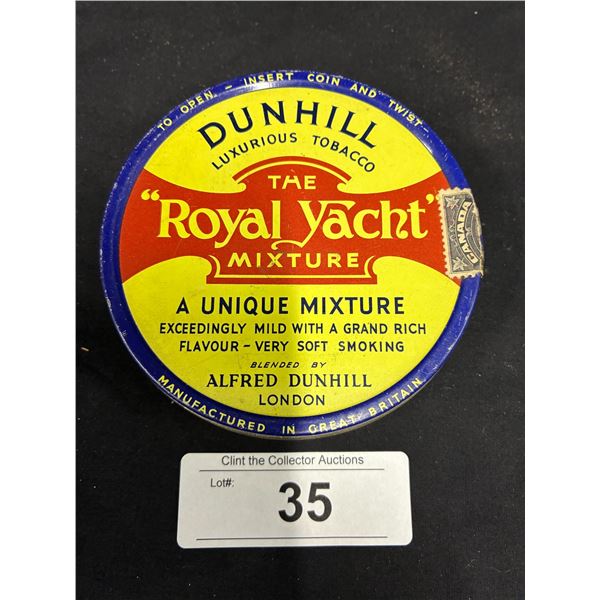 TO OPEN – INSERT COIN AND TWIST –
DUNHILL
LUXURIOUS TOBACCO
THE
"Royal Yacht"
MIXTURE
CANADA
A UNIQUE MIXTURE
EXCEEDINGLY MILD WITH A GRAND RICH
FLAVOUR – VERY SOFT SMOKING
BLENDED BY
ALFRED DUNHILL
LONDON
MANUFACTURED IN GREAT BRITAIN
Clint the Collector Auctions
Lot#:
35